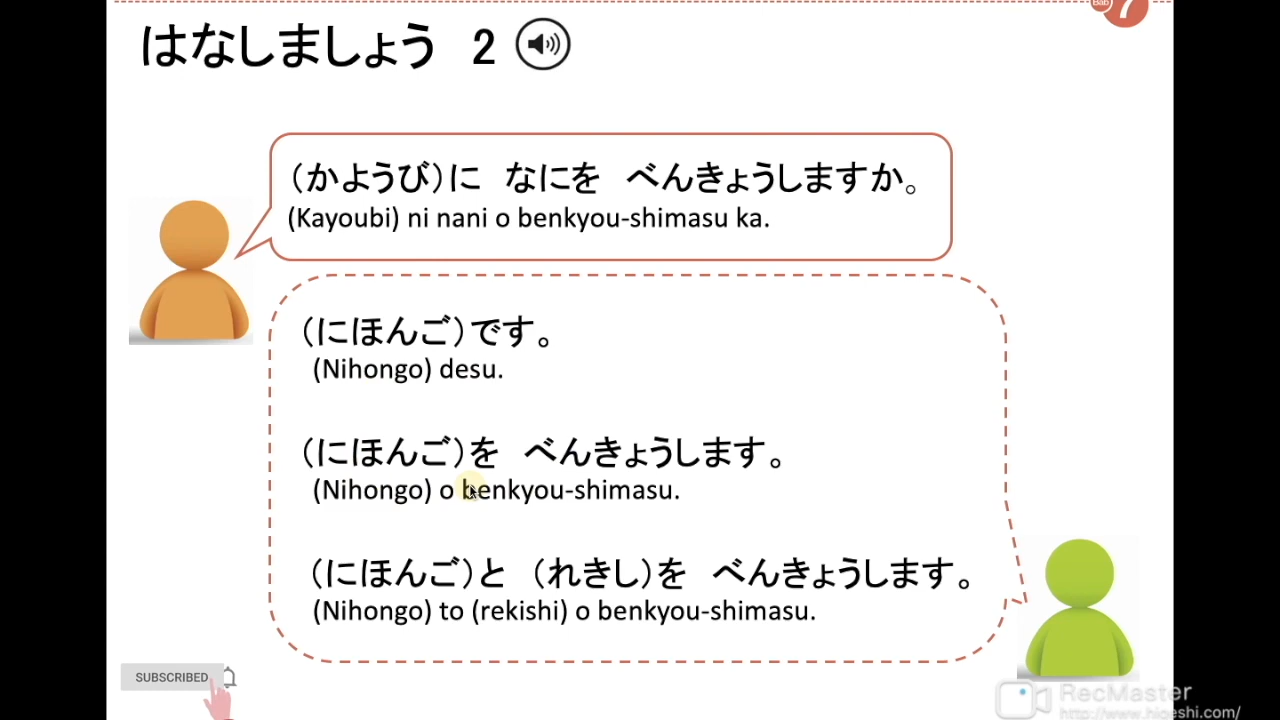 Bab 7
はなしましょう 2
（かようび）に なにを べんきょうしますか。
(Kayoubi) ni nani o benkyou-shimasu ka.
（にほんご）です。
(Nihongo) desu.
（にほんご）を べんきょうします。
(Nihongo) o benkyou-shimasu.
（にほんご）と （れきし）を べんきょうします。
(Nihongo) to (rekishi) o benkyou-shimasu.
SUBSCRIBED
RecMaster